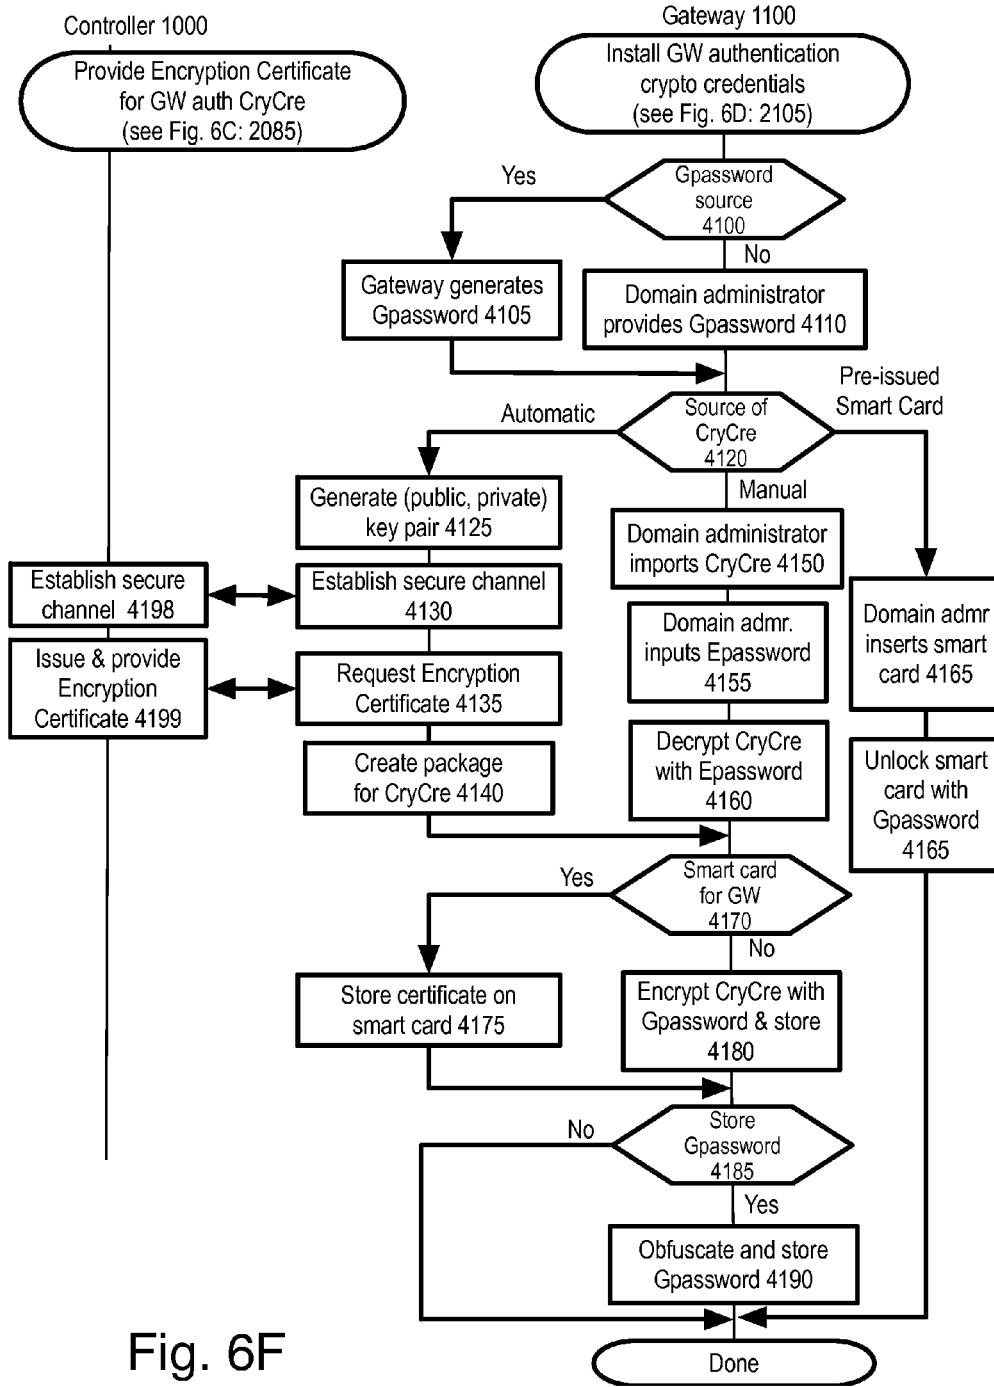 Controller 1000
Gateway 1100
Provide Encryption Certificate
for GW auth CryCre
(see Fig. 6C: 2085)
Install GW authentication
crypto credentials
(see Fig. 6D: 2105)
Yes
Gpassword
source
4100
No
Gateway generates
Gpassword 4105
Domain administrator
provides Gpassword 4110
Pre-issued
Smart Card
Automatic
Source of
CryCre
4120
Manual
Generate (public, private)
key pair 4125
Domain administrator
imports CryCre 4150
Establish secure
channel 4198
Establish secure channel
4130
Domain admr.
inputs Epassword
4155
Domain admr
inserts smart
card 4165
Issue & provide
Encryption
Certificate 4199
Request Encryption
Certificate 4135
Create package
for CryCre 4140
Decrypt CryCre
with Epassword
4160
Unlock smart
card with
Gpassword
4165
Yes
Smart card
for GW
4170
No
Store certificate on
smart card 4175
Encrypt CryCre with
Gpassword & store
4180
No
Store
Gpassword
4185
Yes
Obfuscate and store
Gpassword 4190
Done
Fig. 6F